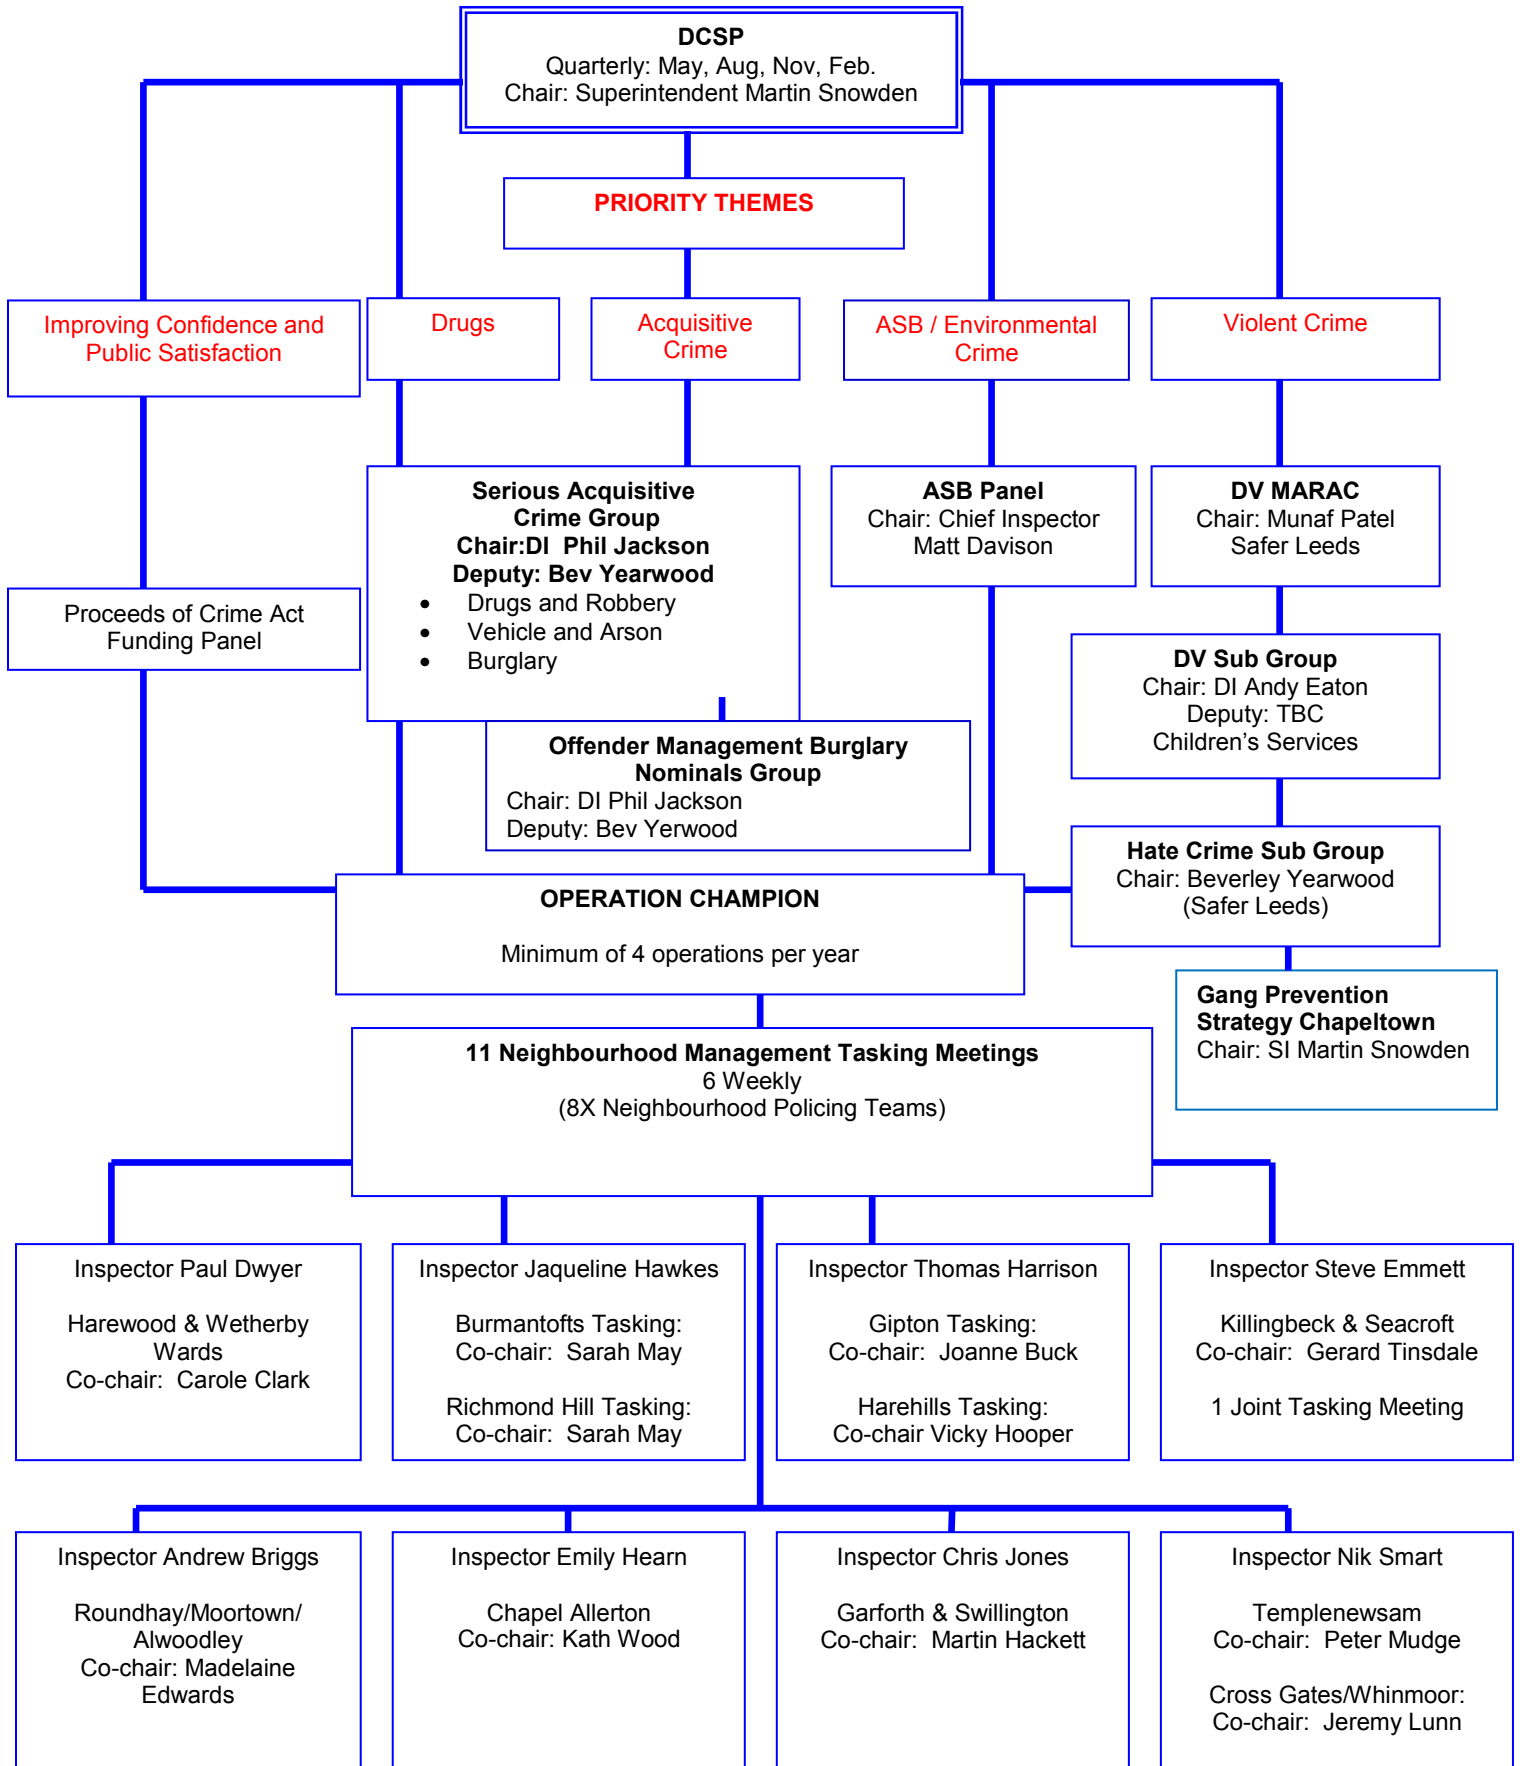 DCSP
Quarterly: May, Aug, Nov, Feb.
Chair: Superintendent Martin Snowden
PRIORITY THEMES
Improving Confidence and
Public Satisfaction
Drugs
Acquisitive
Crime
ASB / Environmental
Crime
Violent Crime
Serious Acquisitive
Crime Group
Chair:DI  Phil Jackson
Deputy: Bev Yearwood
• Drugs and Robbery
• Vehicle and Arson
• Burglary
ASB Panel
Chair: Chief Inspector
Matt Davison
DV MARAC
Chair: Munaf Patel
Safer Leeds
Proceeds of Crime Act
Funding Panel
DV Sub Group
Chair: DI Andy Eaton
Deputy: TBC
Children’s Services
Offender Management Burglary
Nominals Group
Chair: DI Phil Jackson
Deputy: Bev Yerwood
Hate Crime Sub Group
Chair: Beverley Yearwood
(Safer Leeds)
OPERATION CHAMPION
Minimum of 4 operations per year
Gang Prevention
Strategy Chapeltown
Chair: SI Martin Snowden
11 Neighbourhood Management Tasking Meetings
6 Weekly
(8X Neighbourhood Policing Teams)
Inspector Paul Dwyer
Harewood & Wetherby
Wards
Co-chair:  Carole Clark
Inspector Jaqueline Hawkes
Burmantofts Tasking:
Co-chair:  Sarah May
Richmond Hill Tasking:
Co-chair:  Sarah May
Inspector Thomas Harrison
Gipton Tasking:
Co-chair:  Joanne Buck
Harehills Tasking:
Co-chair Vicky Hooper
Inspector Steve Emmett
Killingbeck & Seacroft
Co-chair:  Gerard Tinsdale
1 Joint Tasking Meeting
Inspector Andrew Briggs
Roundhay/Moortown/
Alwoodley
Co-chair: Madelaine
Edwards
Inspector Emily Hearn
Chapel Allerton
Co-chair: Kath Wood
Inspector Chris Jones
Garforth & Swillington
Co-chair:  Martin Hackett
Inspector Nik Smart
Templenewsam
Co-chair:  Peter Mudge
Cross Gates/Whinmoor:
Co-chair:  Jeremy Lunn